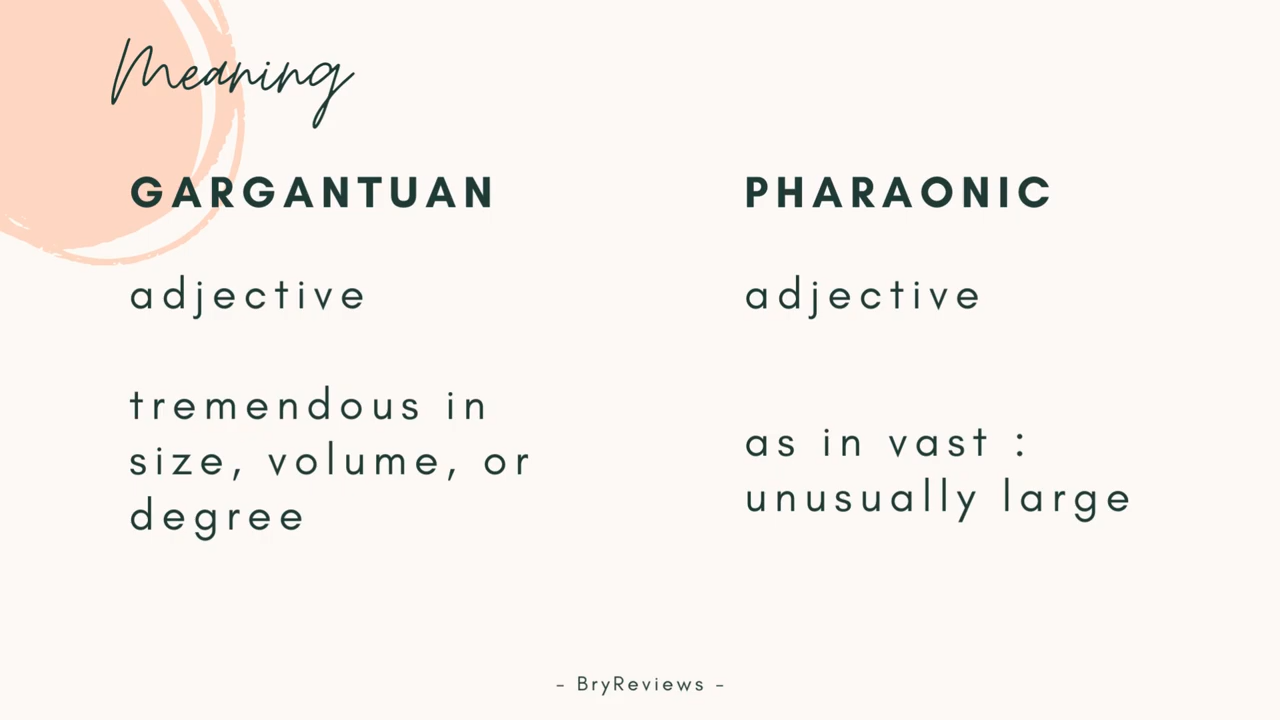 Meaning
GARGANTUAN
adjective
tremendous in
size, volume, or
degree
PHARAONIC
adjective
as in vast :
unusually large
- BryReviews -